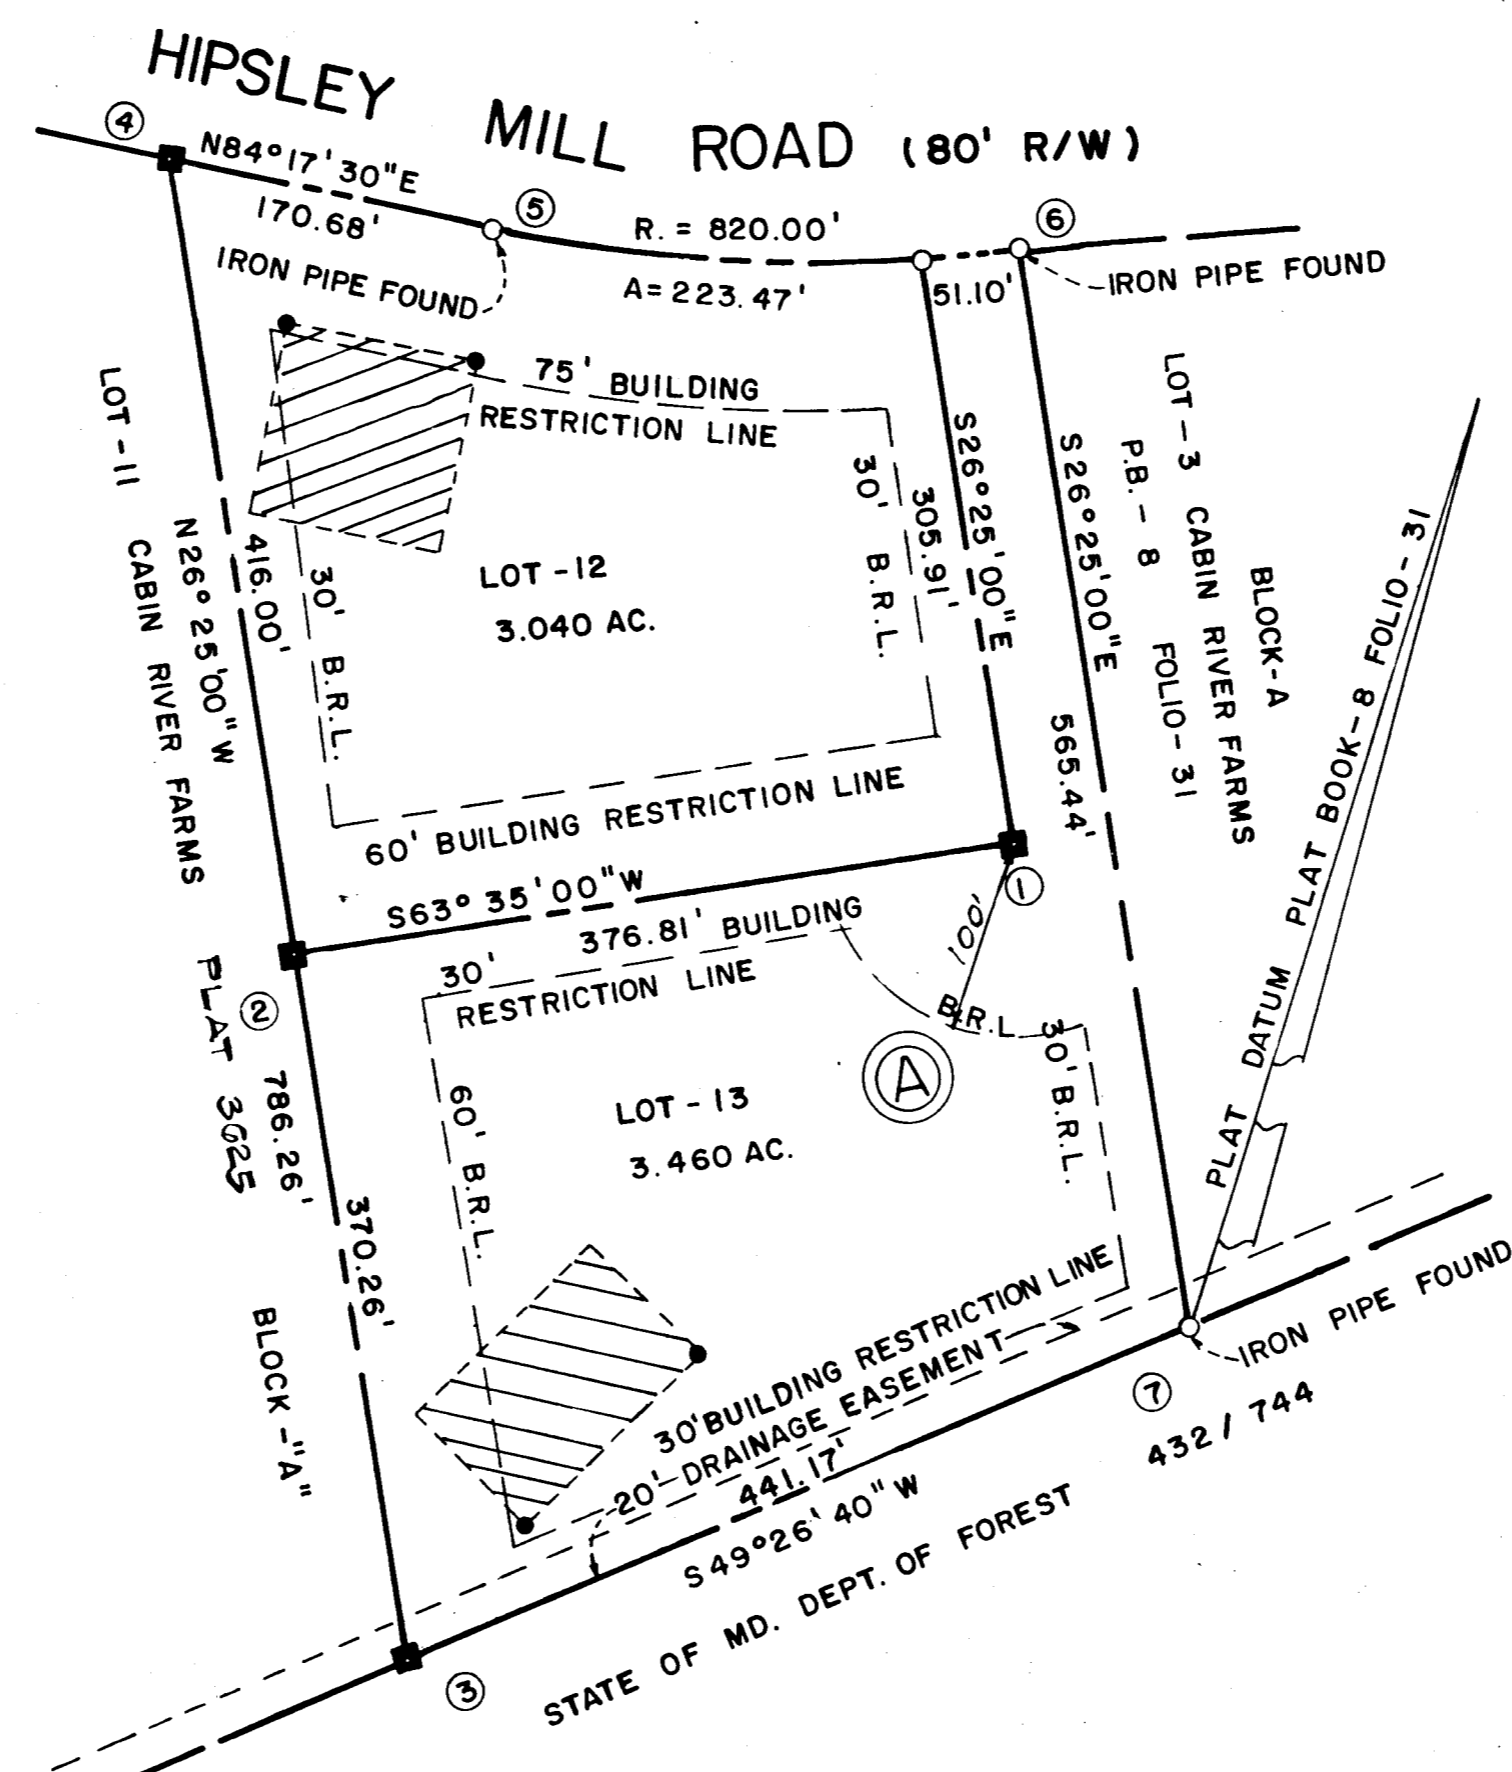 HIPSLEY MILL ROAD (80' R/W)
4
N84°17'30"E
170.68'
5
IRON PIPE FOUND
R. = 820.00'
A=223.47'
6
51.10'
IRON PIPE FOUND
75' BUILDING
RESTRICTION LINE
LOT-11 CABIN RIVER FARMS
N26°25'00"W
416.00'
30' B.R.L.
LOT-12
3.040 AC.
30' B.R.L.
305.91'
S26°25'00"E
S26°25'00"E
565.44'
LOT-3 CABIN RIVER FARMS
P.B.-8 FOLIO-31
BLOCK-A
PLAT DATUM PLAT BOOK-8 FOLIO-31
60' BUILDING RESTRICTION LINE
S63°35'00"W
376.81'
1
100'
30' BUILDING
RESTRICTION LINE
B.R.L
2
PLAT 3625
786.26'
370.26'
BLOCK-"A"
60' B.R.L.
LOT-13
3.460 AC.
A
30' B.R.L.
30' BUILDING RESTRICTION LINE
20' DRAINAGE EASEMENT
441.17'
S49°26'40"W
7
IRON PIPE FOUND
3
STATE OF MD. DEPT. OF FOREST
432 / 744